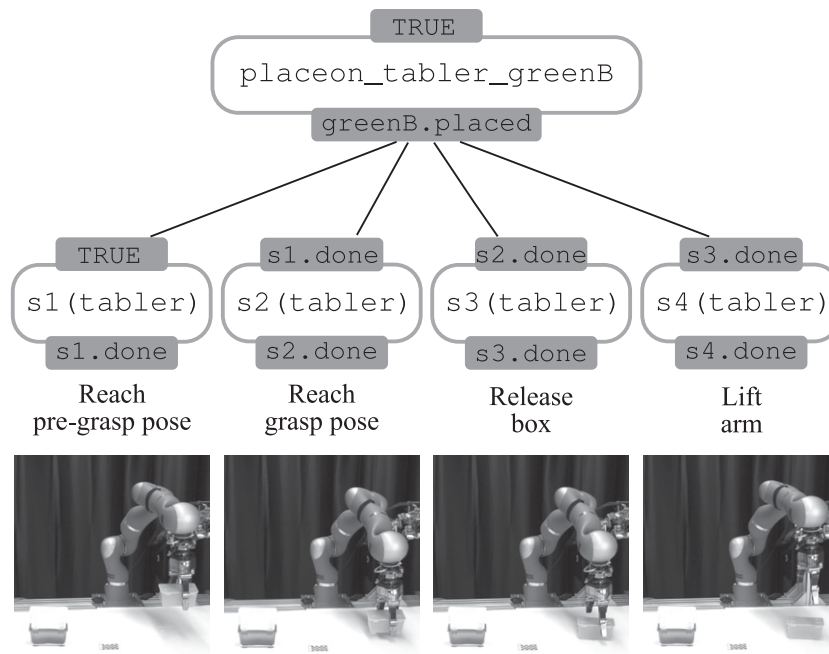 TRUE
placeon_tabler_greenB
greenB.placed
TRUE s1.done s2.done s3.done
s1(tabler) s2(tabler) s3(tabler) s4(tabler)
s1.done s2.done s3.done s4.done
Reach Reach Release Lift
pre-grasp pose grasp pose box arm